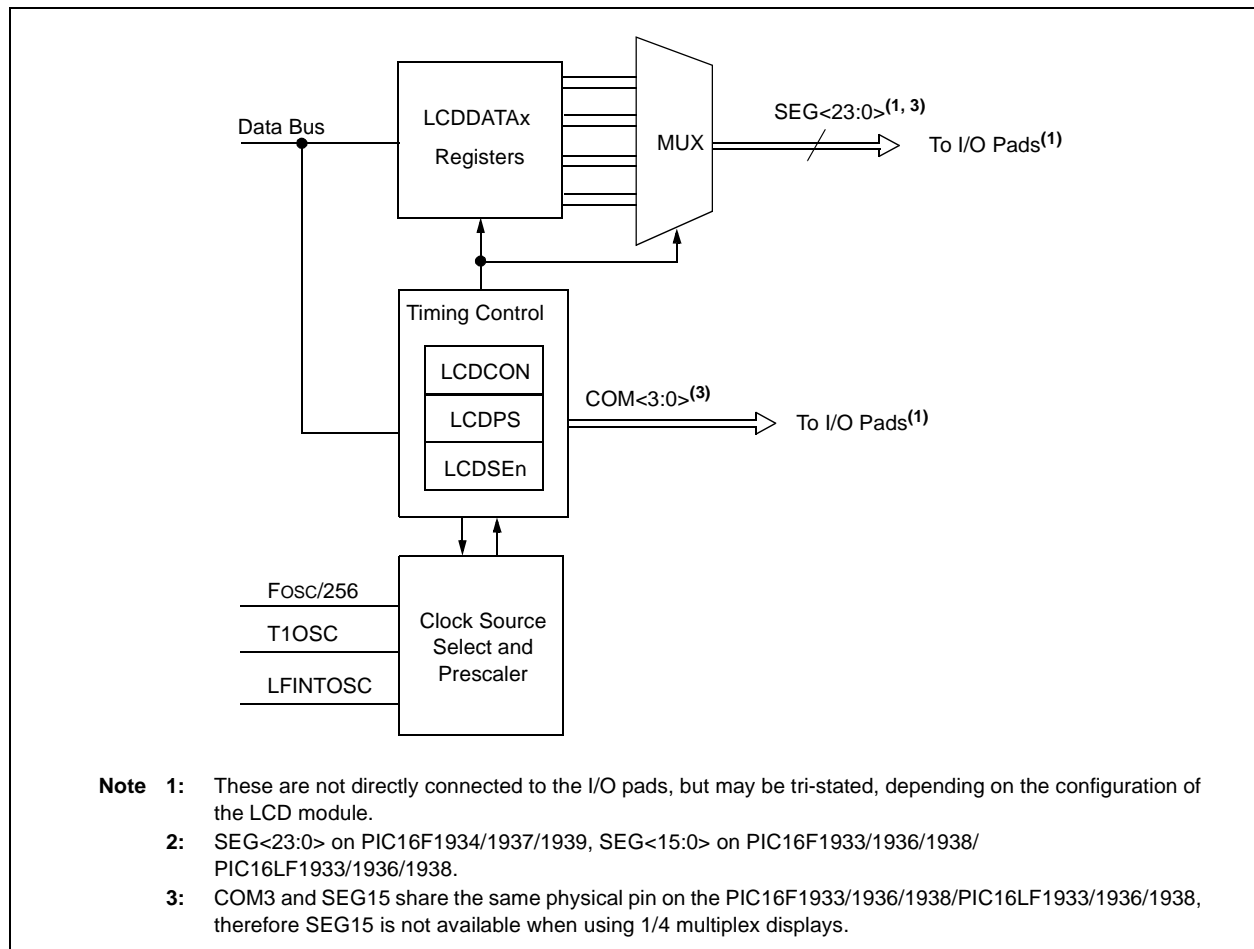 LCDDATAx
Registers
Data Bus
MUX
SEG<23:0>(1, 3)
To I/O Pads(1)
Timing Control
LCDCON
LCDPS
LCDSEn
COM<3:0>(3)
To I/O Pads(1)
FOSC/256
T1OSC
LFINTOSC
Clock Source
Select and
Prescaler
Note 1: These are not directly connected to the I/O pads, but may be tri-stated, depending on the configuration of
the LCD module.
2: SEG<23:0> on PIC16F1934/1937/1939, SEG<15:0> on PIC16F1933/1936/1938/
PIC16LF1933/1936/1938.
3: COM3 and SEG15 share the same physical pin on the PIC16F1933/1936/1938/PIC16LF1933/1936/1938,
therefore SEG15 is not available when using 1/4 multiplex displays.